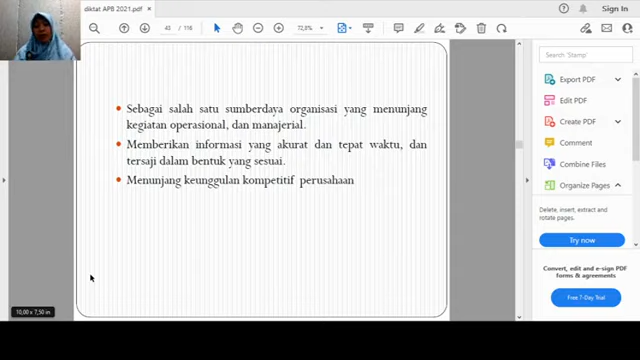 diktat APB 2021.pdf
Sign In
43 / 116
72,8%
Sebagai salah satu sumberdaya organisasi yang menunjang
kegiatan operasional, dan manajerial.
Memberikan informasi yang akurat dan tepat waktu, dan
tersaji dalam bentuk yang sesuai.
Menunjang keunggulan kompetitif perusahaan
10,00 x 7,50 in
Search 'Stamp'
Export PDF
Edit PDF
Create PDF
Comment
Combine Files
Organize Pages
Delete, insert, extract and
rotate pages.
Try now
Convert, edit and e-sign PDF
forms & agreements
Free 7-Day Trial